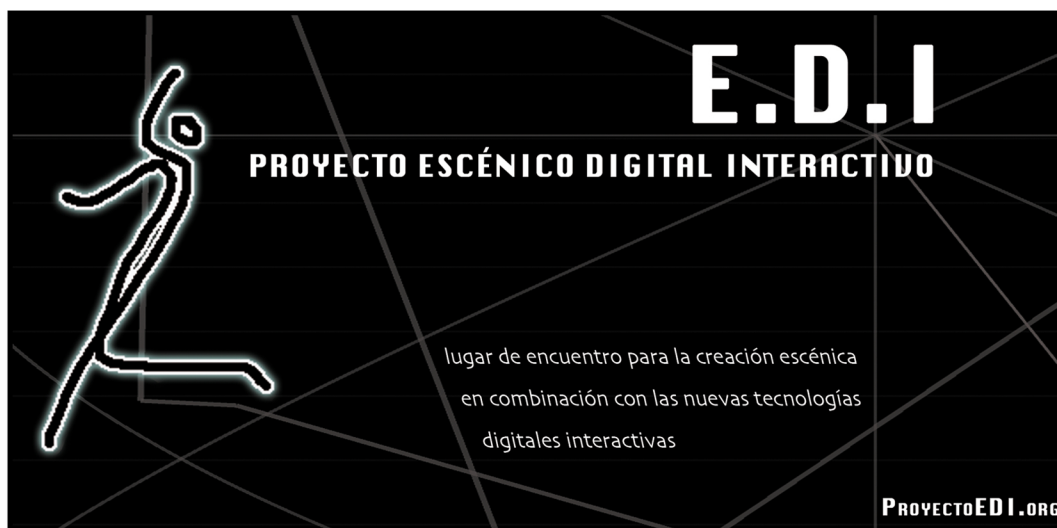 E.D.I
PROYECTO ESCÉNICO DIGITAL INTERACTIVO
lugar de encuentro para la creación escénica
en combinación con las nuevas tecnologías
digitales interactivas
PROYECTOEDI.ORG